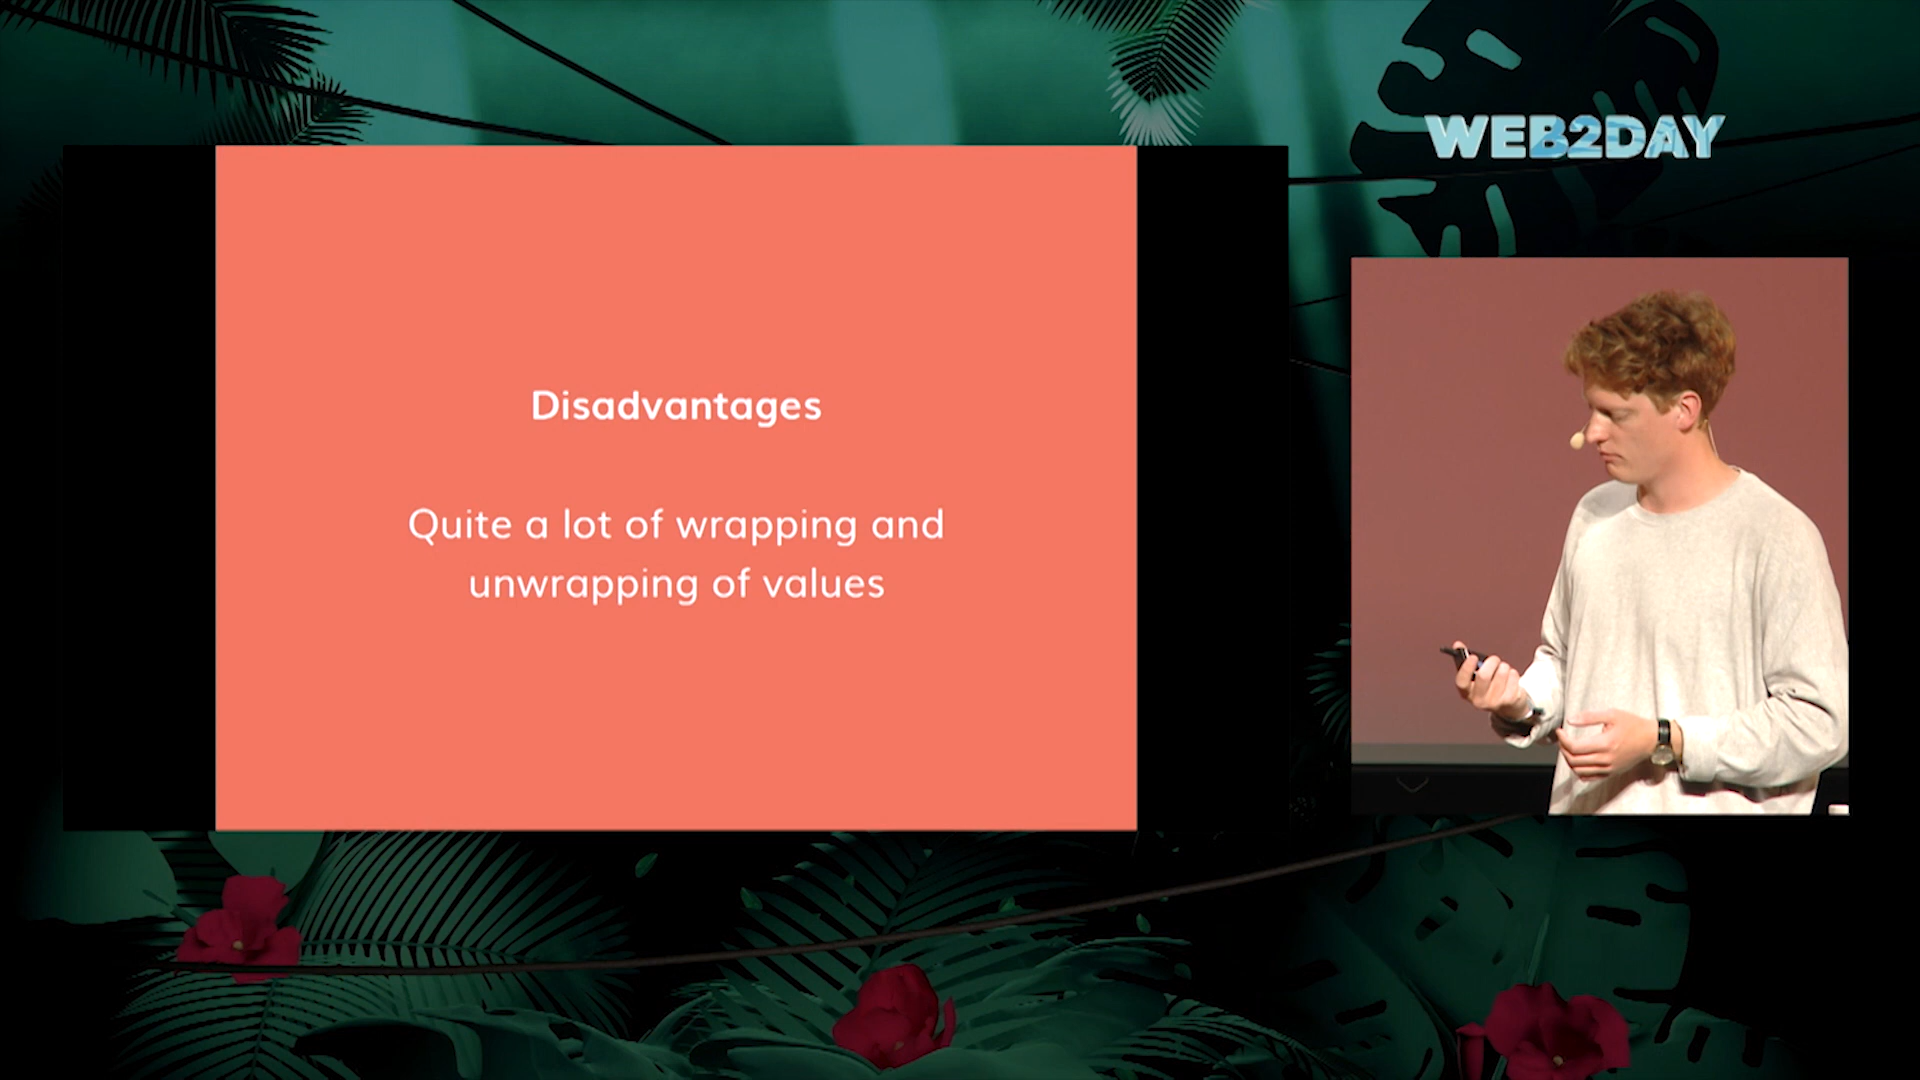 WEB2DAY
Disadvantages
Quite a lot of wrapping and
unwrapping of values